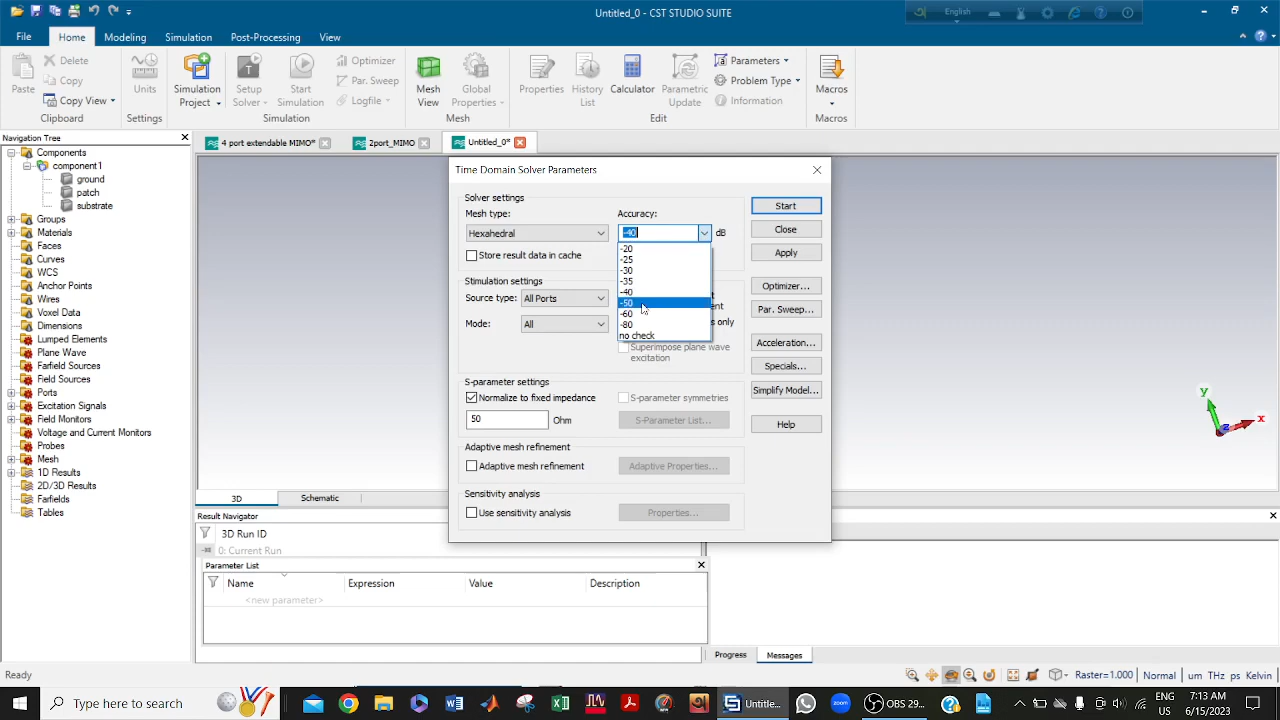 Untitled_0 - CST STUDIO SUITE
English
File
Home
Modeling
Simulation
Post-Processing
View
Paste
Delete
Copy
Copy View
Clipboard
Units
Settings
Simulation
Project
Setup
Solver
Start
Simulation
Optimizer
Par. Sweep
Logfile
Simulation
Mesh
View
Global
Properties
Mesh
Properties
History
List
Calculator
Parametric
Update
Parameters
Problem Type
Information
Edit
Macros
Macros
Navigation Tree
Components
component1
ground
patch
substrate
Groups
Materials
Faces
Curves
WCS
Anchor Points
Wires
Voxel Data
Dimensions
Lumped Elements
Plane Wave
Farfield Sources
Field Sources
Ports
Excitation Signals
Field Monitors
Voltage and Current Monitors
Probes
Mesh
1D Results
2D/3D Results
Farfields
Tables
4 port extendable MIMO*
2port_MIMO
Untitled_0*
Time Domain Solver Parameters
Solver settings
Mesh type:
Accuracy:
Hexahedral
-40
dB
Store result data in cache
-20
-25
-30
-35
-40
-50
-60
-80
no check
Stimulation settings
Source type:
All Ports
Mode:
All
s only
Superimpose plane wave
excitation
S-parameter settings
Normalize to fixed impedance
S-parameter symmetries
50
Ohm
S-Parameter List...
Adaptive mesh refinement
Adaptive mesh refinement
Adaptive Properties...
Sensitivity analysis
Use sensitivity analysis
Properties...
Start
Close
Apply
Optimizer...
Par. Sweep...
Acceleration...
Specials...
Simplify Model...
Help
y
x
z
3D
Schematic
Result Navigator
3D Run ID
0: Current Run
Parameter List
Name
Expression
Value
Description
<new parameter>
Progress
Messages
Ready
Raster=1.000
Normal
um THz ps Kelvin
Type here to search
Untitle...
OBS 29....
ENG
US
7:13 AM
6/15/2023